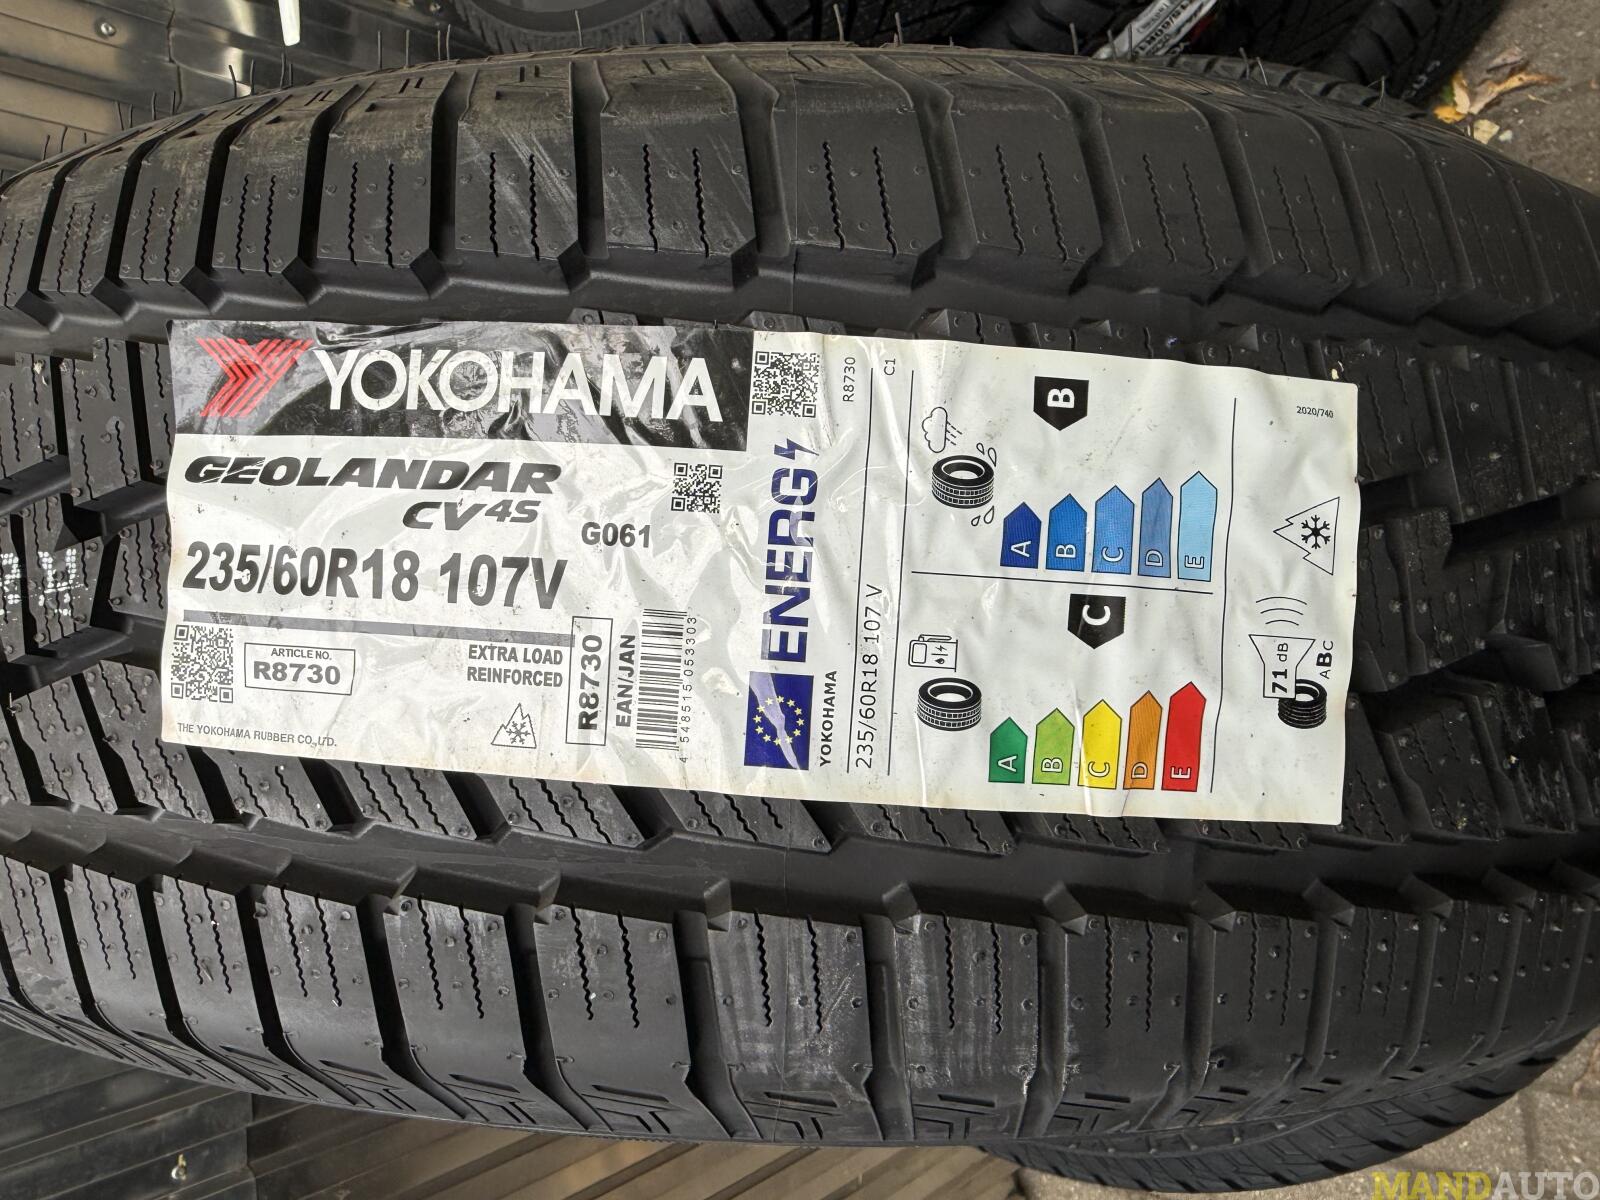 YOKOHAMA
GEOLANDAR
CV4S
G061
235/60R18 107V
ARTICLE NO.
R8730
EXTRA LOAD
REINFORCED
THE YOKOHAMA RUBBER CO., LTD.
R8730
EAN/JAN
4 548515 053303
ENERG
R8730
YOKOHAMA
235/60R18 107 V
C1
B
A
B
C
D
E
C
A
B
C
D
E
2020/740
71 dB
ABC
MANDAUTO